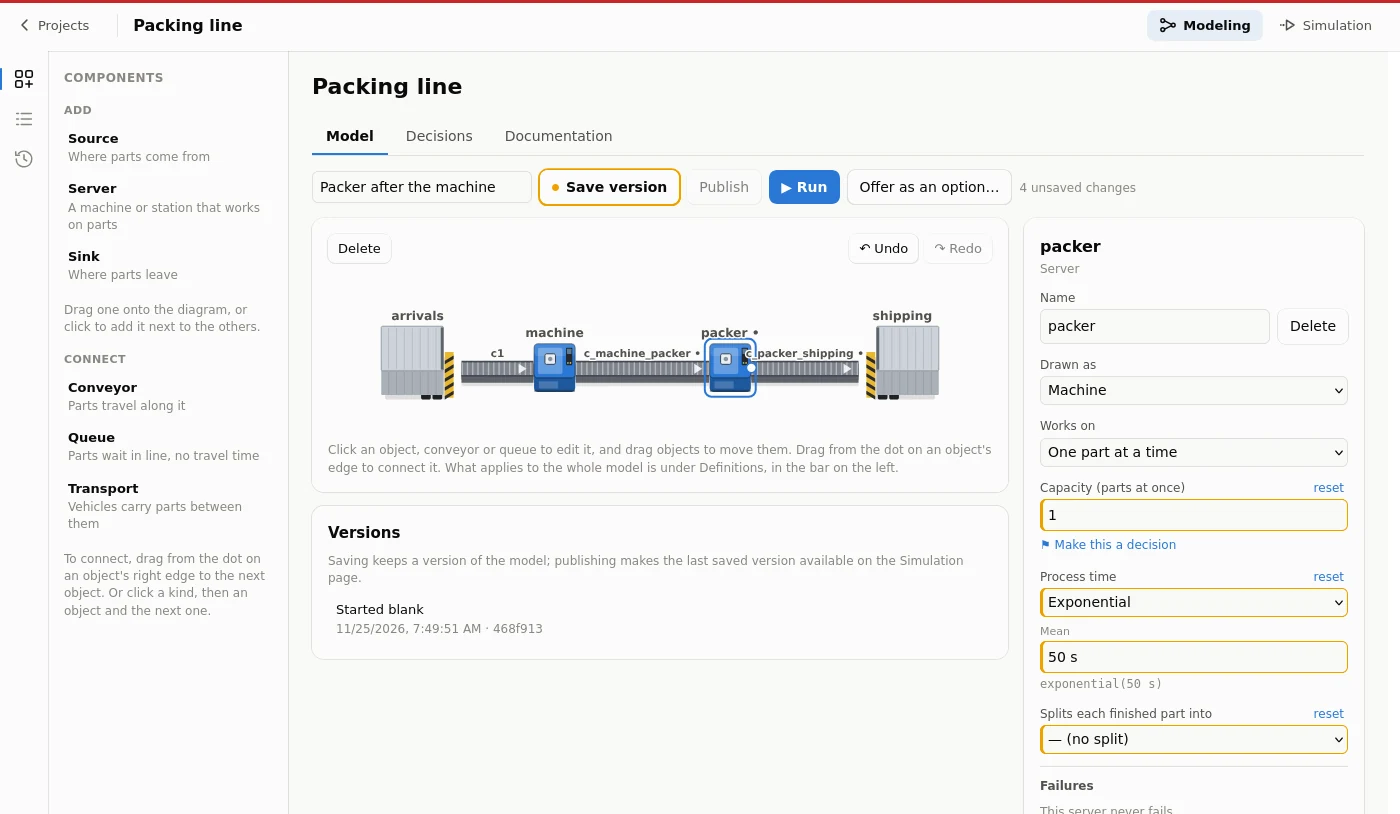 Projects
Packing line
Modeling
Simulation
COMPONENTS
ADD
Source
Where parts come from
Server
A machine or station that works
on parts
Sink
Where parts leave
Drag one onto the diagram, or
click to add it next to the others.
CONNECT
Conveyor
Parts travel along it
Queue
Parts wait in line, no travel time
Transport
Vehicles carry parts between
them
To connect, drag from the dot on
an object's right edge to the next
object. Or click a kind, then an
object and the next one.
Packing line
Model
Decisions
Documentation
Packer after the machine
Save version
Publish
▶ Run
Offer as an option...
4 unsaved changes
Delete
↶ Undo
↷ Redo
arrivals
machine
packer •
shipping
c1
c_machine_packer •
c_packer_shipping •
Click an object, conveyor or queue to edit it, and drag objects to move them. Drag from the dot on an object's
edge to connect it. What applies to the whole model is under Definitions, in the bar on the left.
Versions
Saving keeps a version of the model; publishing makes the last saved version available on the Simulation
page.
Started blank
11/25/2026, 7:49:51 AM · 468f913
packer
Server
Name
packer
Delete
Drawn as
Machine
Works on
One part at a time
Capacity (parts at once)
reset
1
⚑ Make this a decision
Process time
reset
Exponential
Mean
50 s
exponential(50 s)
Splits each finished part into
reset
— (no split)
Failures
This server never fails